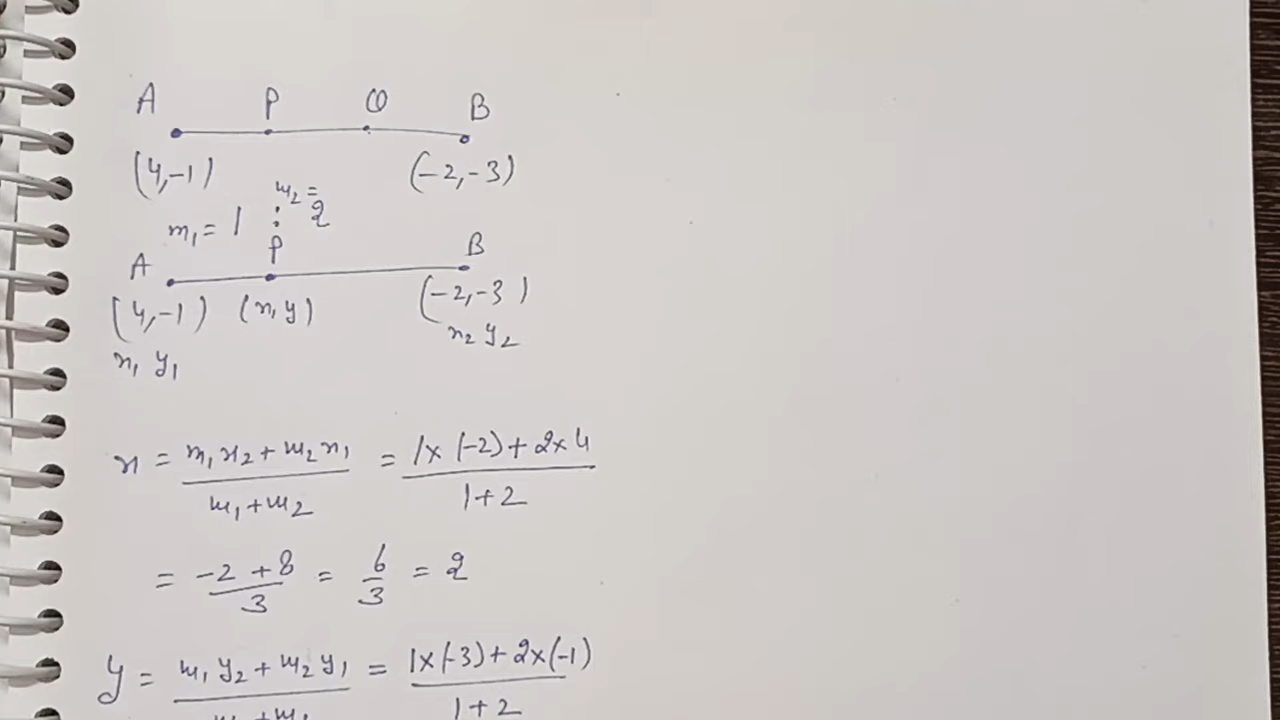 A P Q B
(4,-1) (-2,-3)
m₁ = 1 : m₂ = 2
A P B
(4,-1) (x,y) (-2,-3)
x₁ y₁ x₂ y₂
x = m₁x₂ + m₂x₁ / m₁ + m₂ = 1×(-2) + 2×4 / 1+2
= -2 + 8 / 3 = 6/3 = 2
y = m₁y₂ + m₂y₁ / m₁ + m₂ = 1×(-3) + 2×(-1) / 1+2